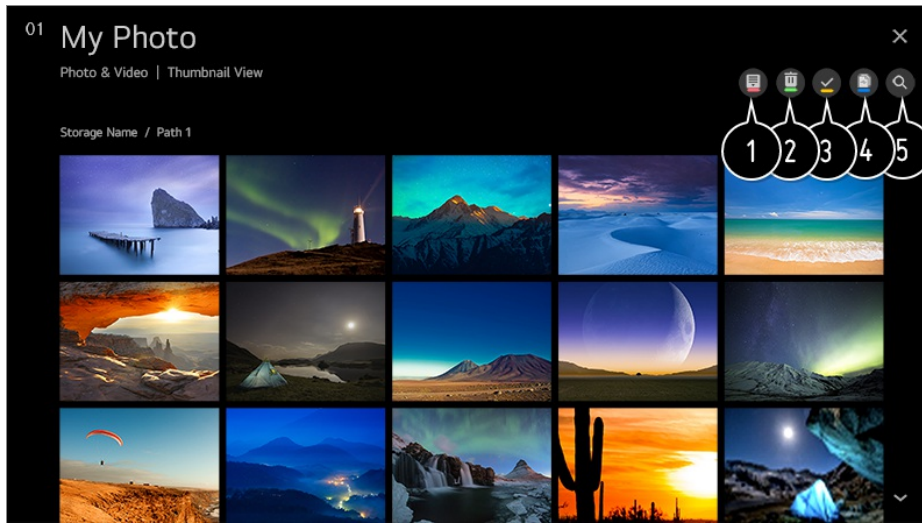 01
My Photo
Photo & Video | Thumbnail View
1 2 3 4 5
Storage Name / Path 1